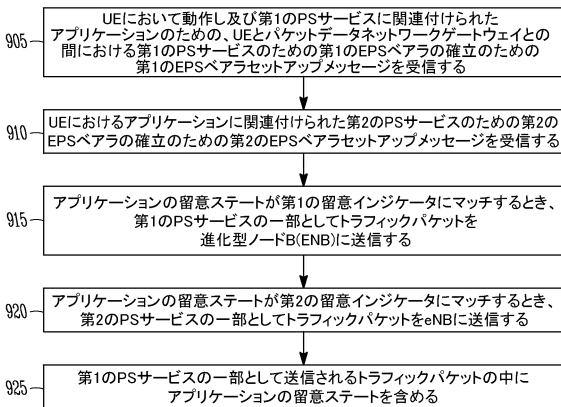 905
UEにおいて動作し及び第1のPSサービスに関連付けられた
アプリケーションのための、UEとパケットデータネットワークゲートウェイとの
間における第1のPSサービスのための第1のEPSベアラの確立のための
第1のEPSベアラセットアップメッセージを受信する
910
UEにおけるアプリケーションに関連付けられた第2のPSサービスのための第2の
EPSベアラの確立のための第2のEPSベアラセットアップメッセージを受信する
915
アプリケーションの留意ステートが第1の留意インジケータにマッチするとき、
第1のPSサービスの一部としてトラフィックパケットを
進化型ノードB(ENB)に送信する
920
アプリケーションの留意ステートが第2の留意インジケータにマッチするとき、
第2のPSサービスの一部としてトラフィックパケットをeNBに送信する
925
第1のPSサービスの一部として送信されるトラフィックパケットの中に
アプリケーションの留意ステートを含める